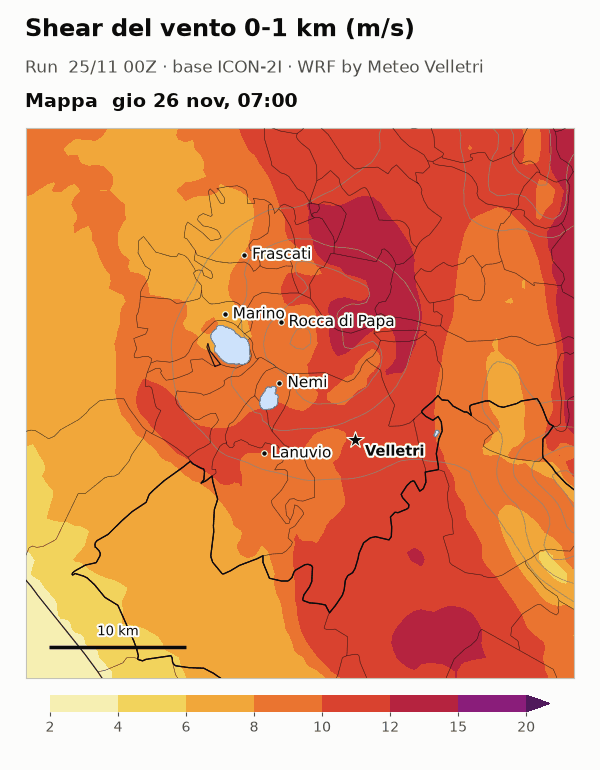 Shear del vento 0-1 km (m/s)
Run  25/11 00Z · base ICON-2I · WRF by Meteo Velletri
Mappa  gio 26 nov, 07:00
Frascati
Marino
Rocca di Papa
Nemi
Velletri
Lanuvio
10 km
2 4 6 8 10 12 15 20